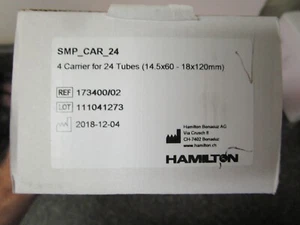 SMP_CAR_24
4 Carrier for 24 Tubes (14.5x60 - 18x120mm)
REF 173400/02
LOT 111041273
2018-12-04
Hamilton Bonaduz AG
Via Crusch 8
CH-7402 Bonaduz
www.hamilton.ch
HAMILTON